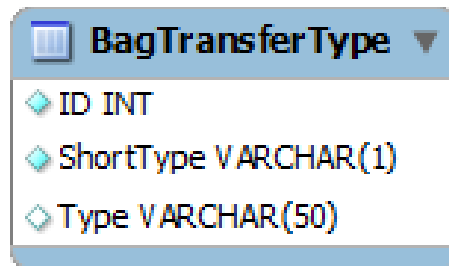 BagTransferType
ID INT
ShortType VARCHAR(1)
Type VARCHAR(50)